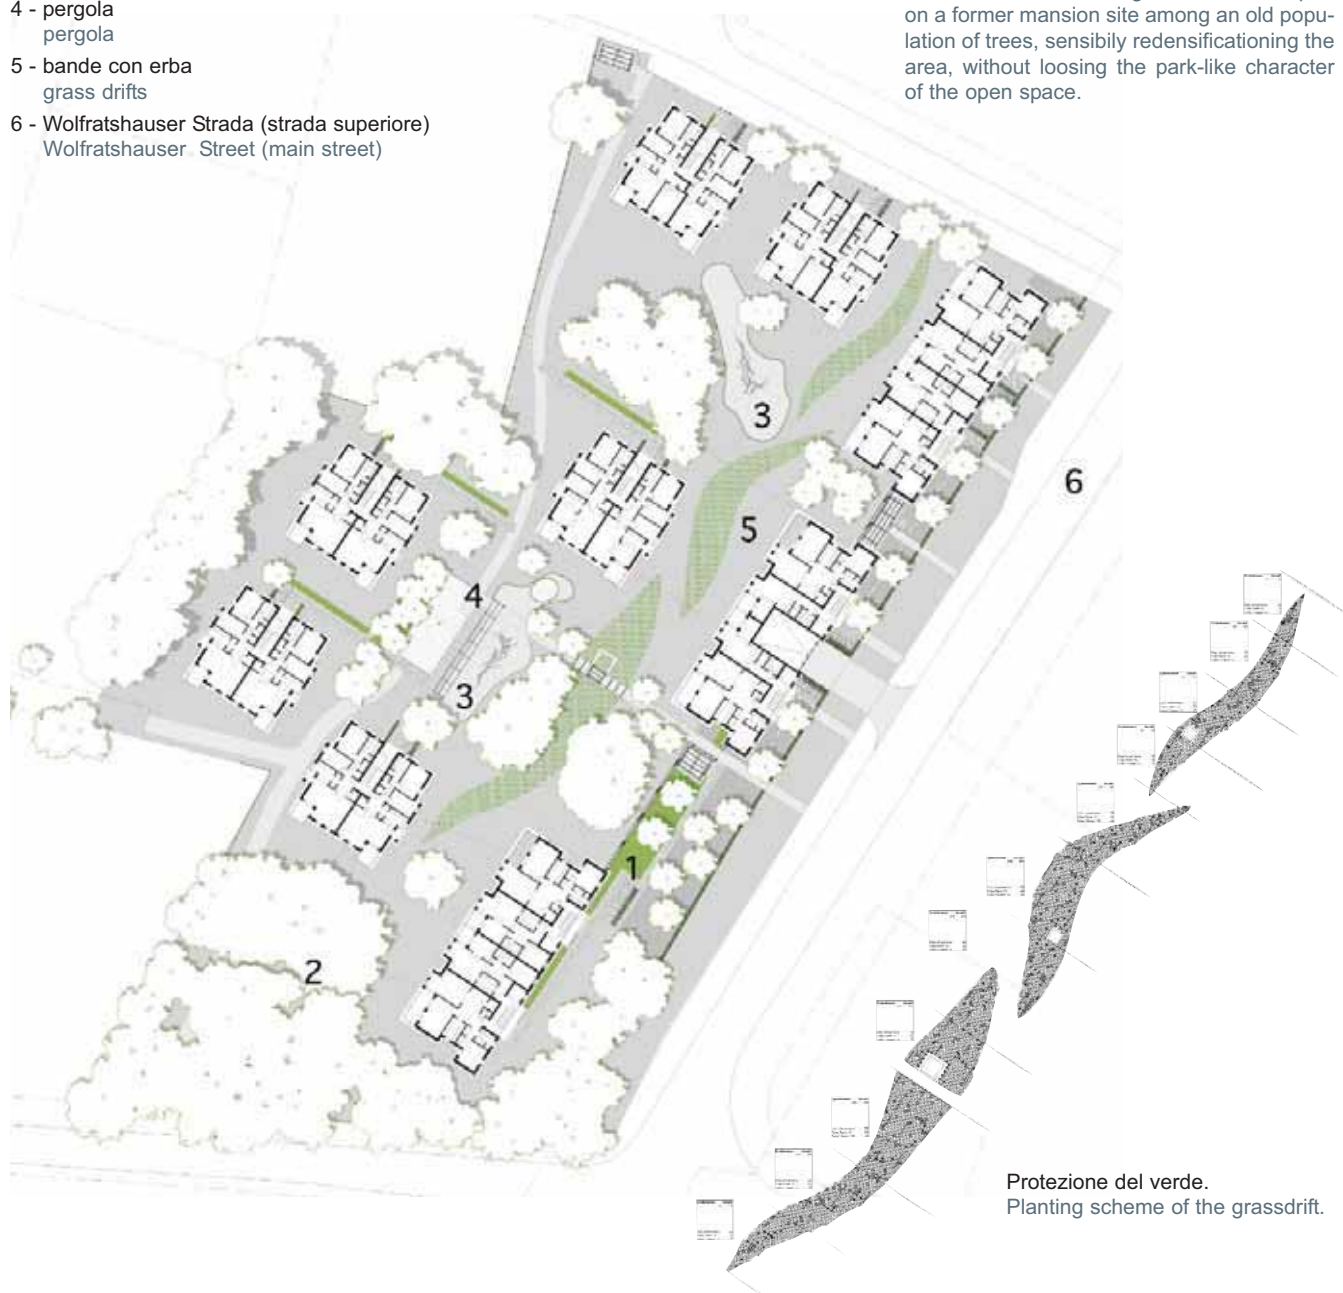 4 - pergola
pergola
5 - bande con erba
grass drifts
6 - Wolfratshauser Strada (strada superiore)
Wolfratshauser Street (main street)
on a former mansion site among an old popu-
lation of trees, sensibily redensificationing the
area, without loosing the park-like character
of the open space.
3
6
5
4
3
1
2
Protezione del verde.
Planting scheme of the grassdrift.